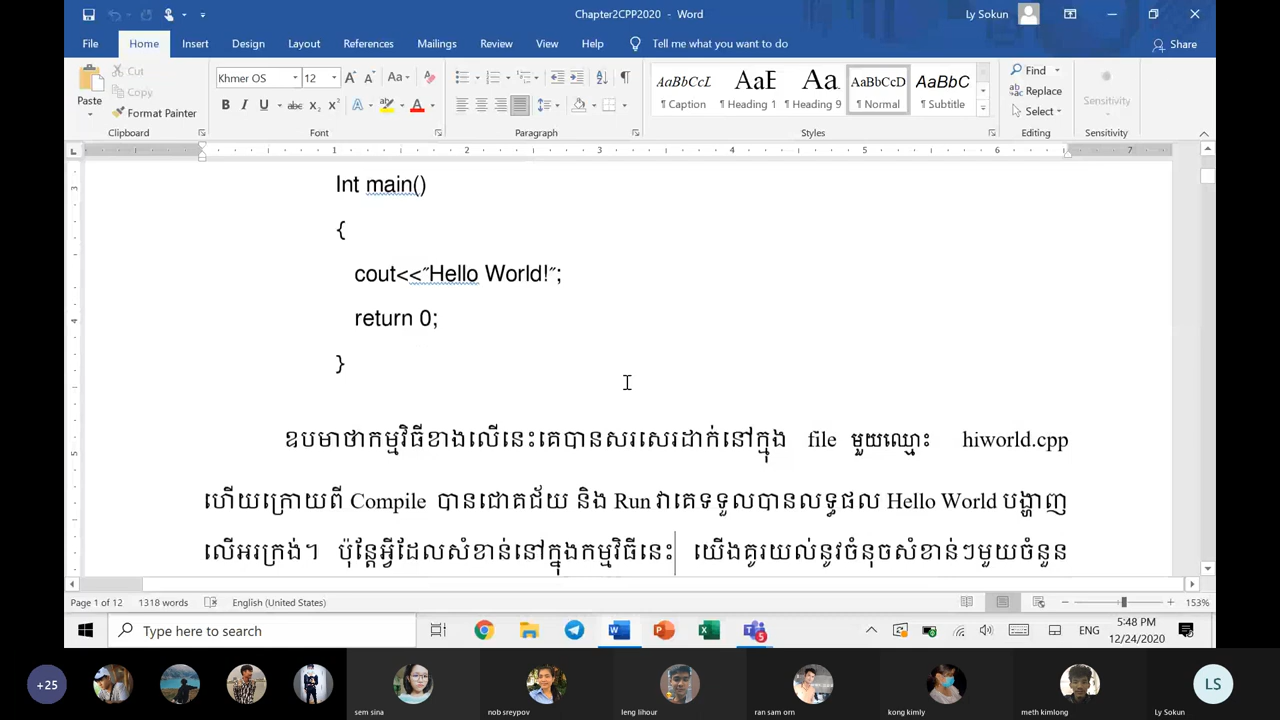 Chapter2CPP2020 - Word
Ly Sokun
File Home Insert Design Layout References Mailings Review View Help Tell me what you want to do Share
Paste Cut Copy Format Painter Clipboard
Khmer OS 12 Font
Paragraph
AaBbCcL AaE Aa AaBbCcD AaBbC
¶ Caption ¶ Heading 1 ¶ Heading 9 ¶ Normal ¶ Subtitle
Styles
Find Replace Select Editing
Sensitivity Sensitivity
1 2 3 4 5 6 7
Int main()
{
cout<<″Hello World!″;
return 0;
}
ឧបមាថាកម្មវិធីខាងលើនេះគេបានសរសេរដាក់នៅក្នុង file មួយឈ្មោះ hiworld.cpp
ហើយក្រោយពី Compile បានជោគជ័យ និង Run វាគេទទួលបានលទ្ធផល Hello World បង្ហាញ
លើអរក្រង់។ ប៉ុន្តែអ្វីដែលសំខាន់នៅក្នុងកម្មវិធីនេះ យើងគូរយល់នូវចំនុចសំខាន់ៗមួយចំនួន
Page 1 of 12 1318 words English (United States) 153%
Type here to search
ENG
5:48 PM
12/24/2020
+25
sem sina
nob sreypov
leng lihour
ran sam orn
kong kimly
meth kimlong
LS
Ly Sokun